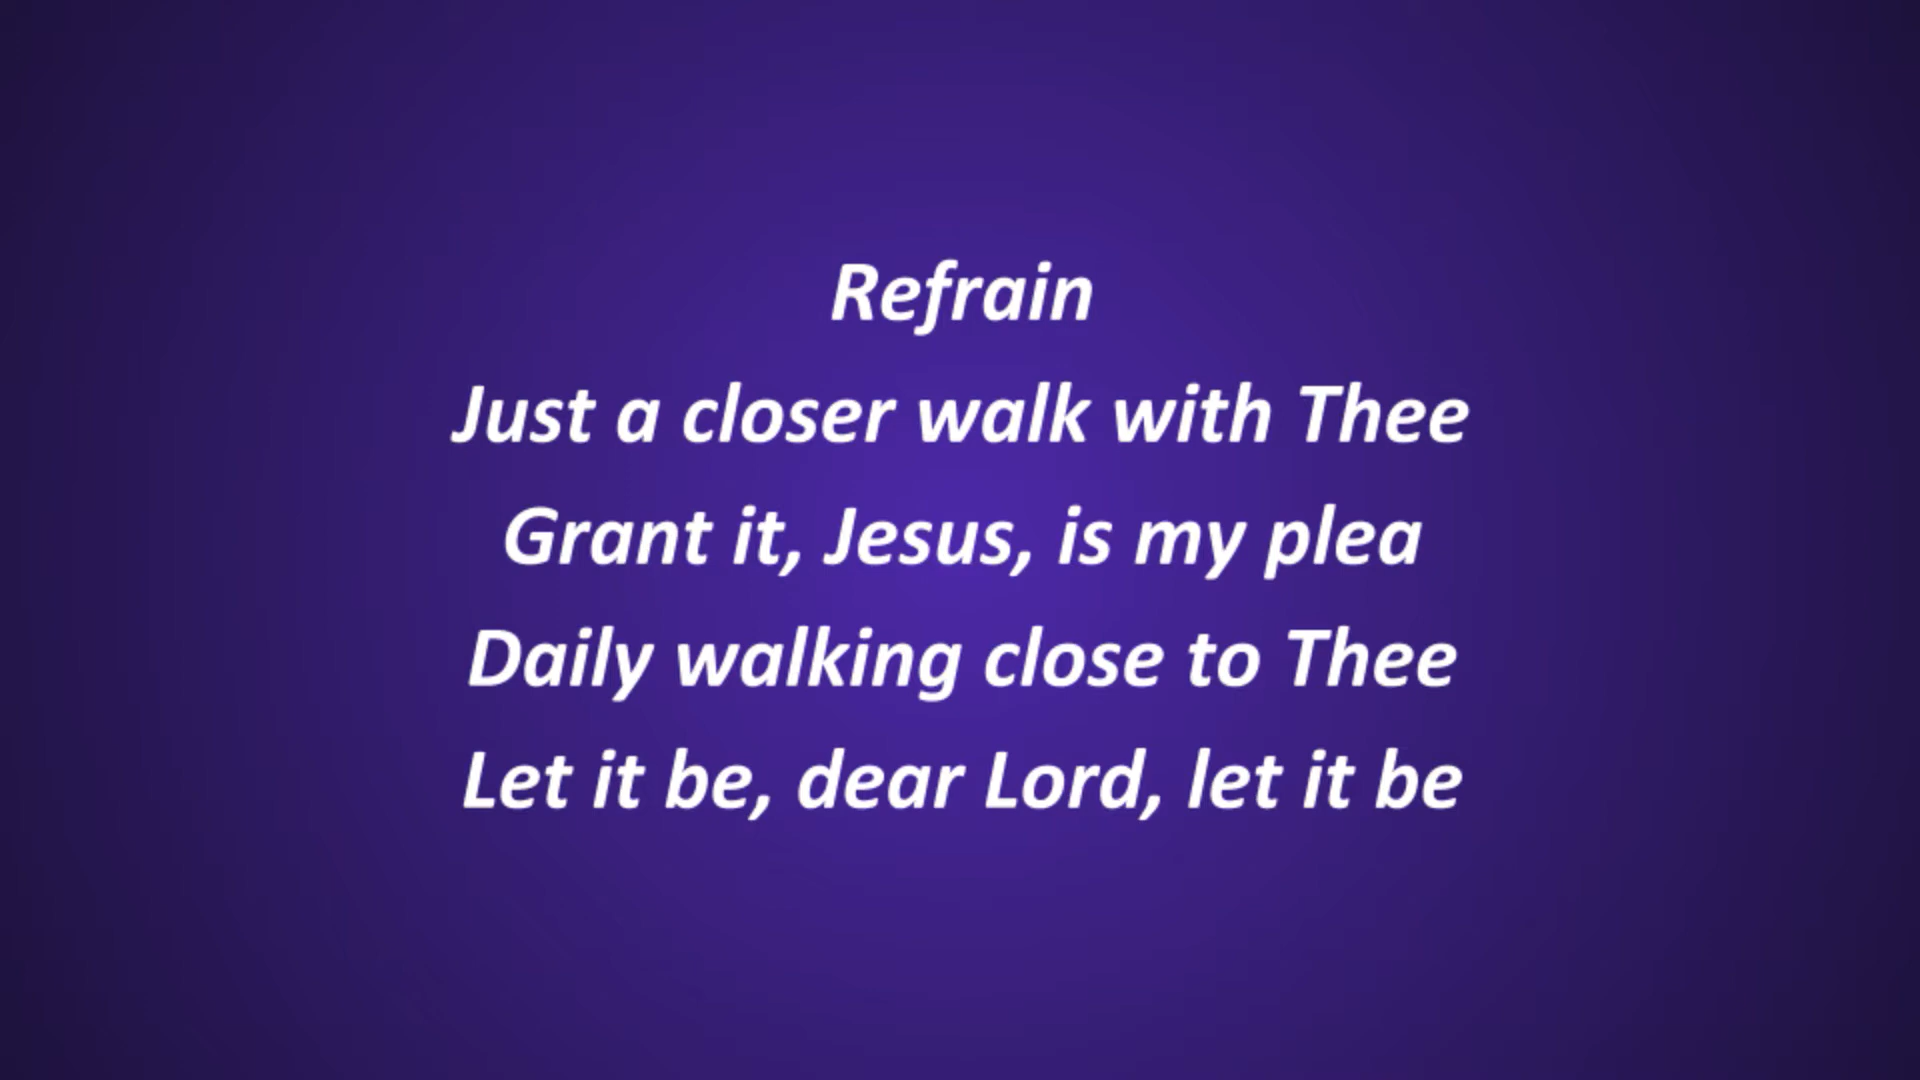 Refrain
Just a closer walk with Thee
Grant it, Jesus, is my plea
Daily walking close to Thee
Let it be, dear Lord, let it be